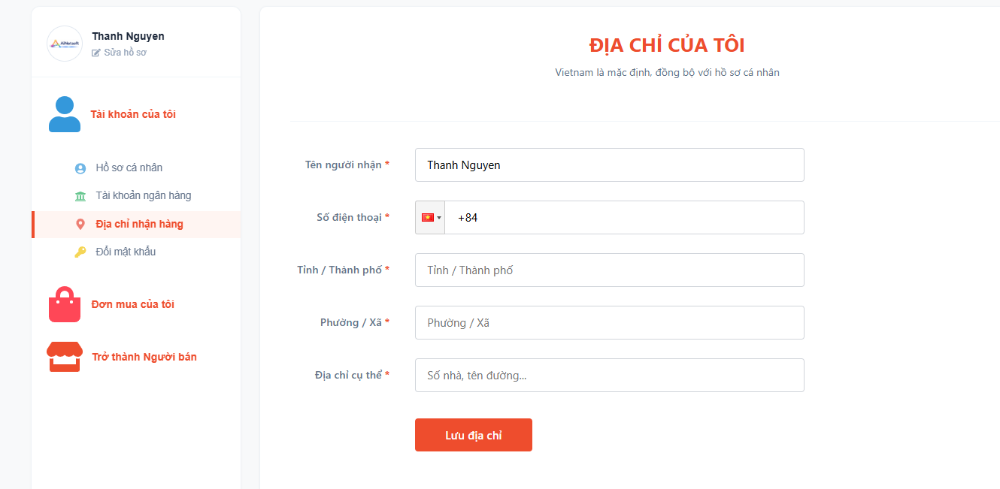 Thanh Nguyen
Sửa hồ sơ
AiNetsoft
Tài khoản của tôi
Hồ sơ cá nhân
Tài khoản ngân hàng
Địa chỉ nhận hàng
Đổi mật khẩu
Đơn mua của tôi
Trở thành Người bán
ĐỊA CHỈ CỦA TÔI
Vietnam là mặc định, đồng bộ với hồ sơ cá nhân
Tên người nhận * Thanh Nguyen
Số điện thoại * +84
Tỉnh / Thành phố * Tỉnh / Thành phố
Phường / Xã * Phường / Xã
Địa chỉ cụ thể * Số nhà, tên đường...
Lưu địa chỉ